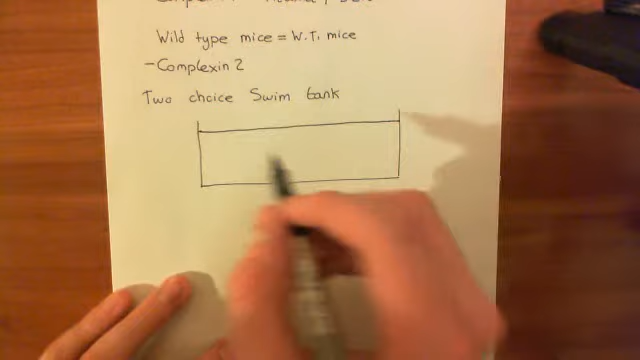 Wild type mice = W.T. mice
- Complexin 2
Two choice Swim tank